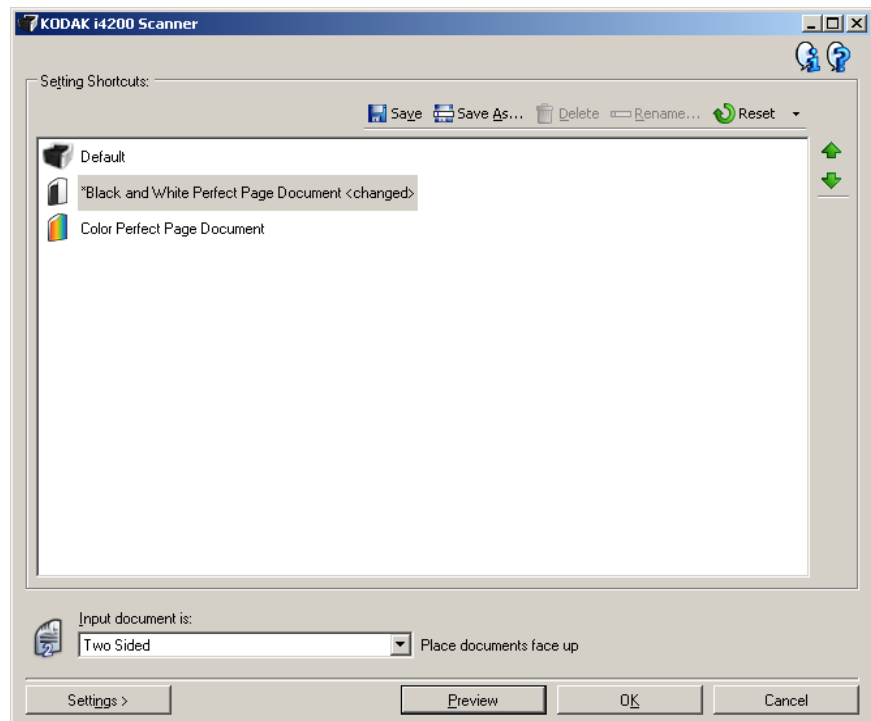 KODAK i4200 Scanner
Setting Shortcuts:
Save Save As... Delete Rename... Reset
Default
*Black and White Perfect Page Document <changed>
Color Perfect Page Document
Input document is:
2 Two Sided Place documents face up
Settings > Preview OK Cancel